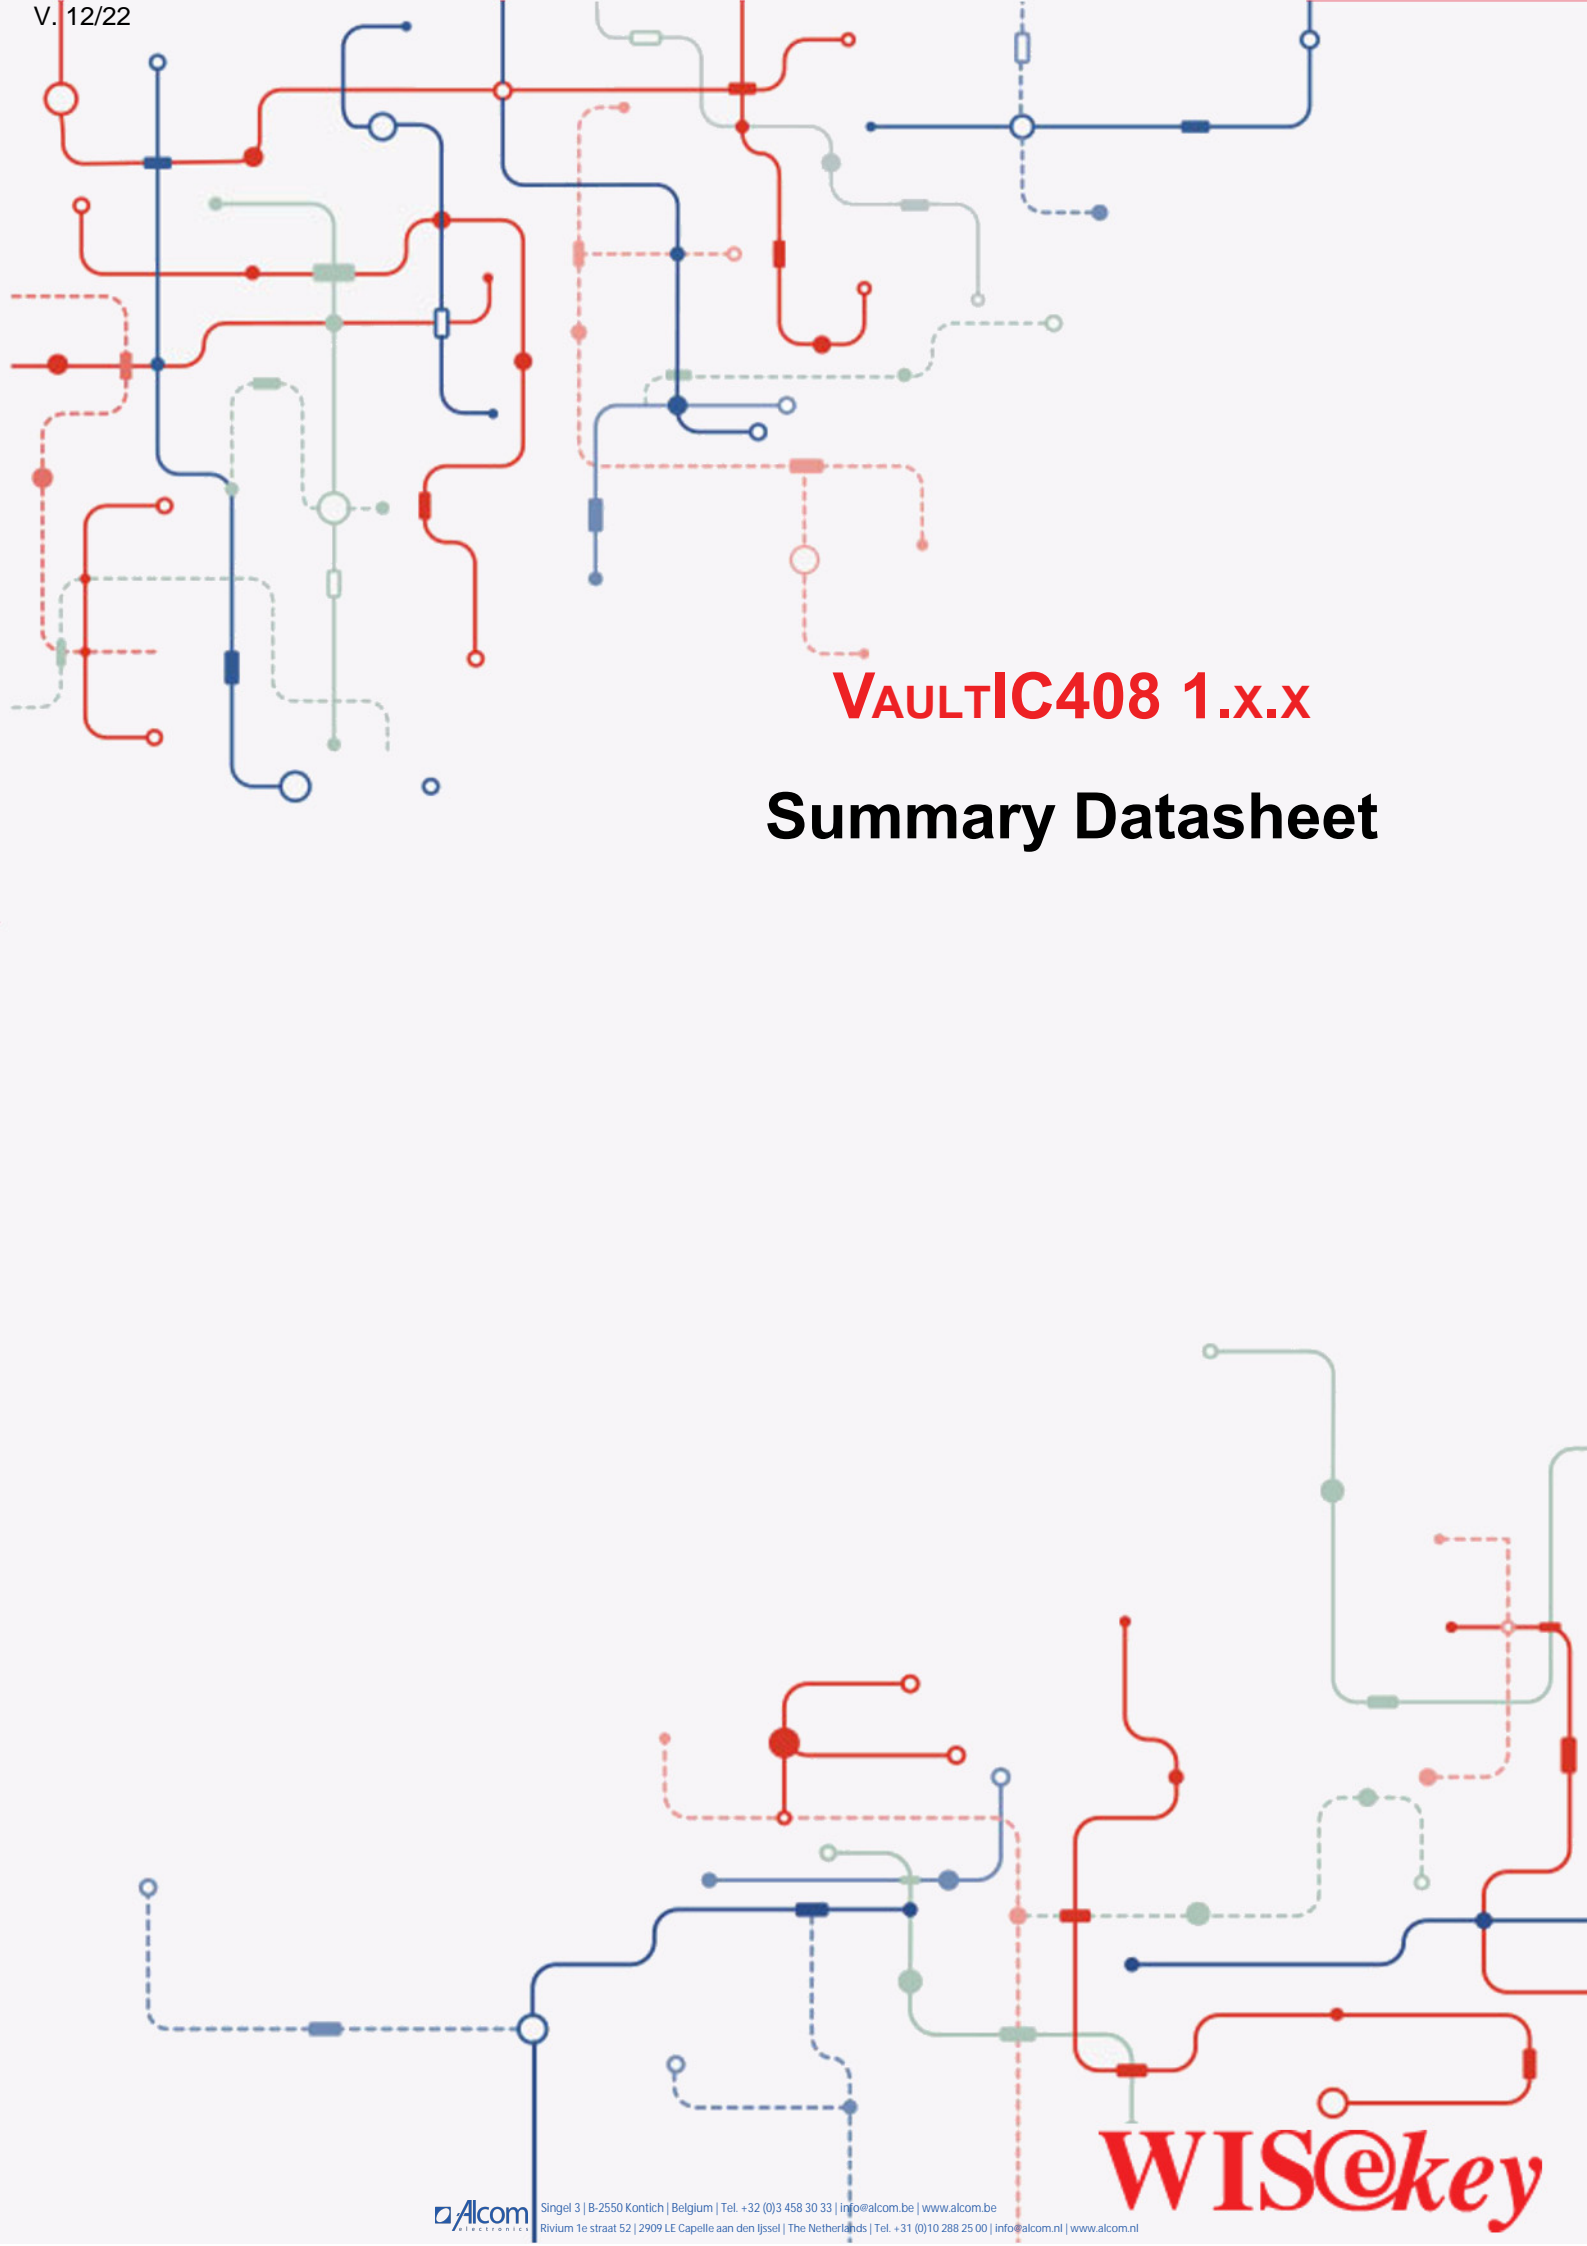 V. 12/22
VAULTIC408 1.X.X
Summary Datasheet
WISekey
Alcom
electronics
Singel 3 | B-2550 Kontich | Belgium | Tel. +32 (0)3 458 30 33 | info@alcom.be | www.alcom.be
Rivium 1e straat 52 | 2909 LE Capelle aan den Ijssel | The Netherlands | Tel. +31 (0)10 288 25 00 | info@alcom.nl | www.alcom.nl